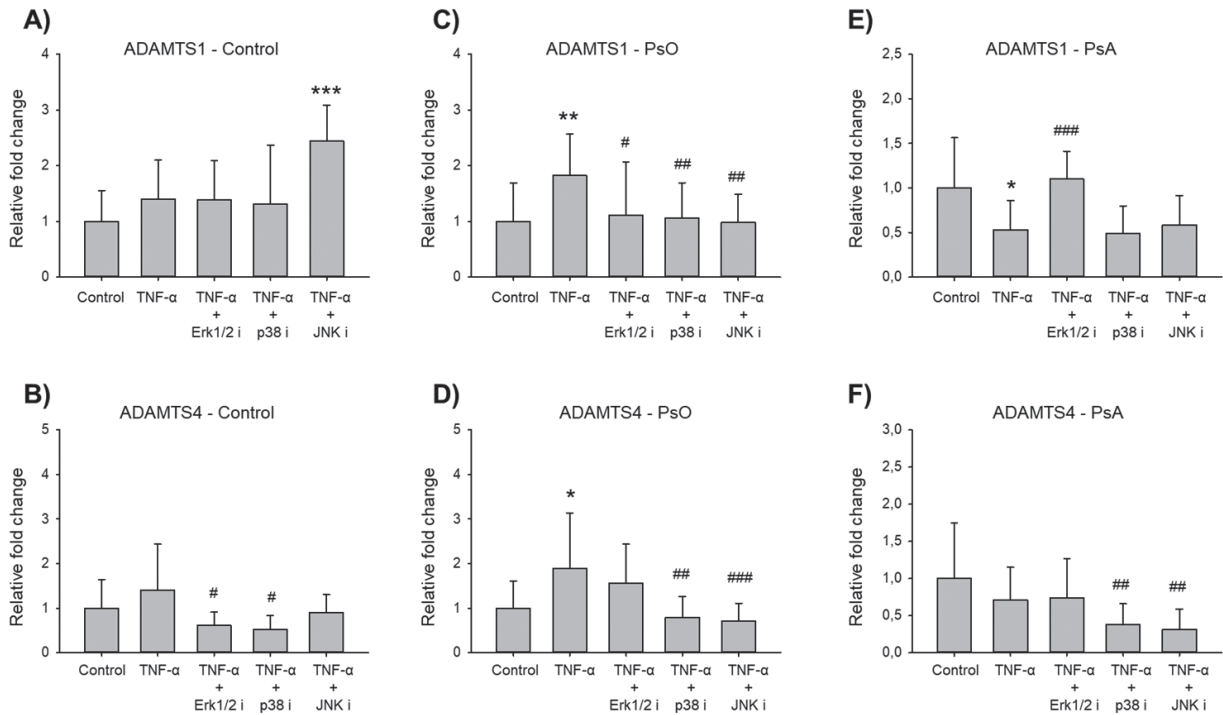 A)
ADAMTS1 - Control
Relative fold change
4
3
2
1
0
***
Control
TNF-α
TNF-α
+
Erk1/2 i
TNF-α
+
p38 i
TNF-α
+
JNK i
C)
ADAMTS1 - PsO
Relative fold change
4
3
2
1
0
**
#
##
##
Control
TNF-α
TNF-α
+
Erk1/2 i
TNF-α
+
p38 i
TNF-α
+
JNK i
E)
ADAMTS1 - PsA
Relative fold change
2,5
2,0
1,5
1,0
0,5
0,0
*
###
Control
TNF-α
TNF-α
+
Erk1/2 i
TNF-α
+
p38 i
TNF-α
+
JNK i
B)
ADAMTS4 - Control
Relative fold change
5
4
3
2
1
0
#
#
Control
TNF-α
TNF-α
+
Erk1/2 i
TNF-α
+
p38 i
TNF-α
+
JNK i
D)
ADAMTS4 - PsO
Relative fold change
5
4
3
2
1
0
*
##
###
Control
TNF-α
TNF-α
+
Erk1/2 i
TNF-α
+
p38 i
TNF-α
+
JNK i
F)
ADAMTS4 - PsA
Relative fold change
3,0
2,5
2,0
1,5
1,0
0,5
0,0
##
##
Control
TNF-α
TNF-α
+
Erk1/2 i
TNF-α
+
p38 i
TNF-α
+
JNK i